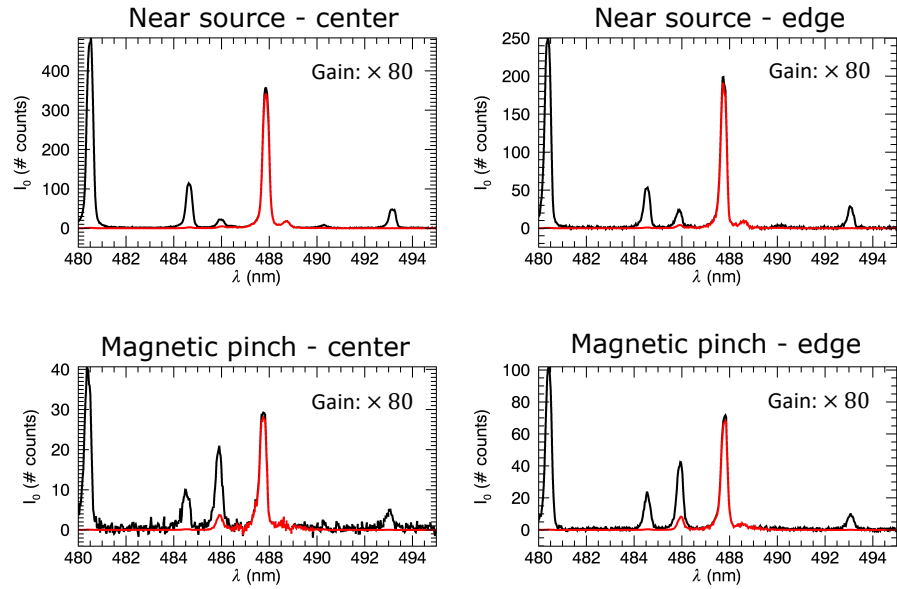 Near source - center
Gain: × 80
I₀ (# counts)
400
300
200
100
0
480 482 484 486 488 490 492 494
λ (nm)
Near source - edge
Gain: × 80
I₀ (# counts)
250
200
150
100
50
0
480 482 484 486 488 490 492 494
λ (nm)
Magnetic pinch - center
Gain: × 80
I₀ (# counts)
40
30
20
10
0
480 482 484 486 488 490 492 494
λ (nm)
Magnetic pinch - edge
Gain: × 80
I₀ (# counts)
100
80
60
40
20
0
480 482 484 486 488 490 492 494
λ (nm)